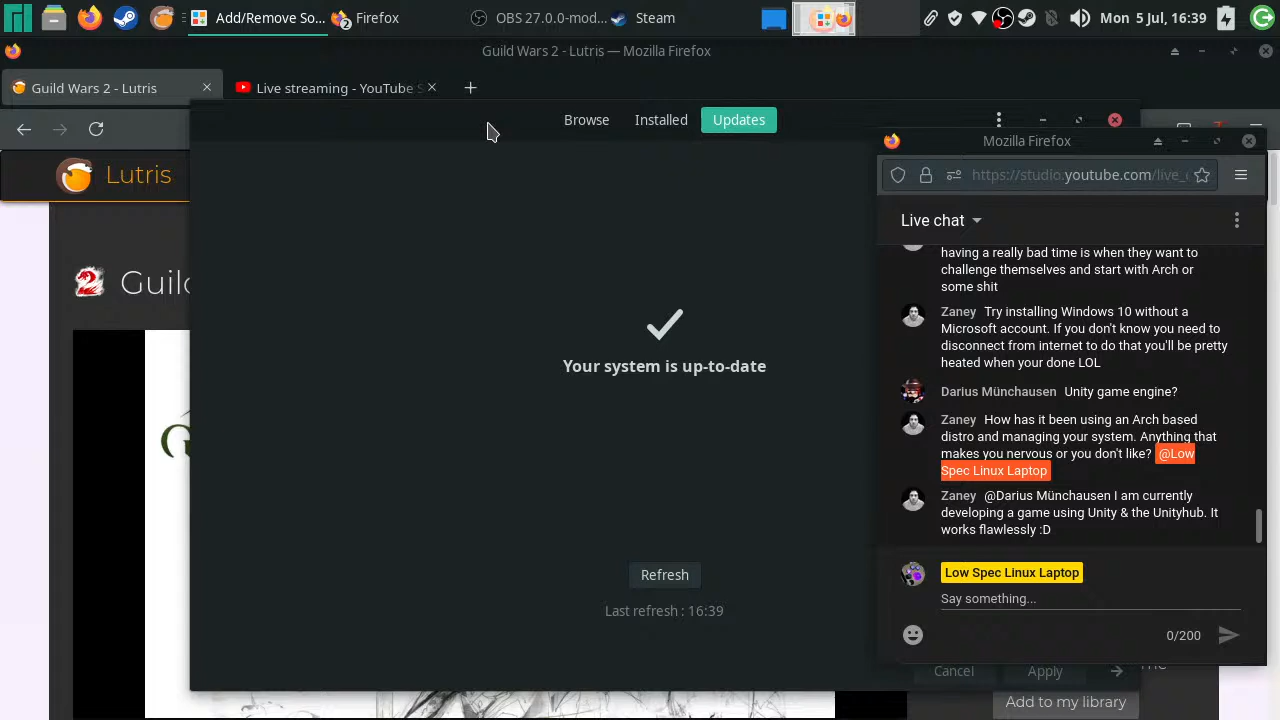 Add/Remove So...
Firefox
OBS 27.0.0-mod...
Steam
Mon 5 Jul, 16:39
Guild Wars 2 - Lutris — Mozilla Firefox
Guild Wars 2 - Lutris
Live streaming - YouTube S
Browse
Installed
Updates
Lutris
Guil
Your system is up-to-date
Refresh
Last refresh : 16:39
Cancel
Apply
Add to my library
Mozilla Firefox
https://studio.youtube.com/live_
Live chat
having a really bad time is when they want to
challenge themselves and start with Arch or
some shit
Zaney Try installing Windows 10 without a
Microsoft account. If you don't know you need to
disconnect from internet to do that you'll be pretty
heated when your done LOL
Darius Münchausen Unity game engine?
Zaney How has it been using an Arch based
distro and managing your system. Anything that
makes you nervous or you don't like? @Low
Spec Linux Laptop
Zaney @Darius Münchausen I am currently
developing a game using Unity & the Unityhub. It
works flawlessly :D
Low Spec Linux Laptop
Say something...
0/200